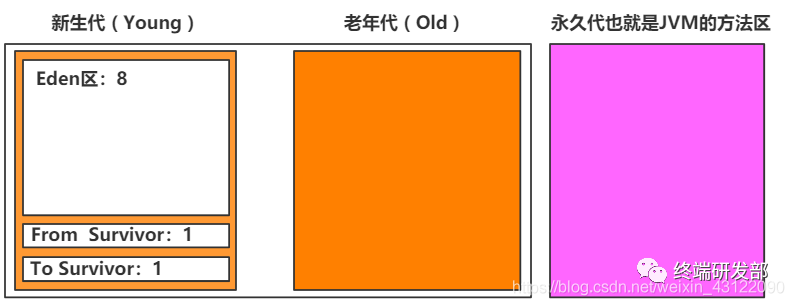 新生代（Young）
老年代（Old）
永久代也就是JVM的方法区
Eden区：8
From Survivor：1
To Survivor：1
终端研发部
https://blog.csdn.net/weixin_43122090